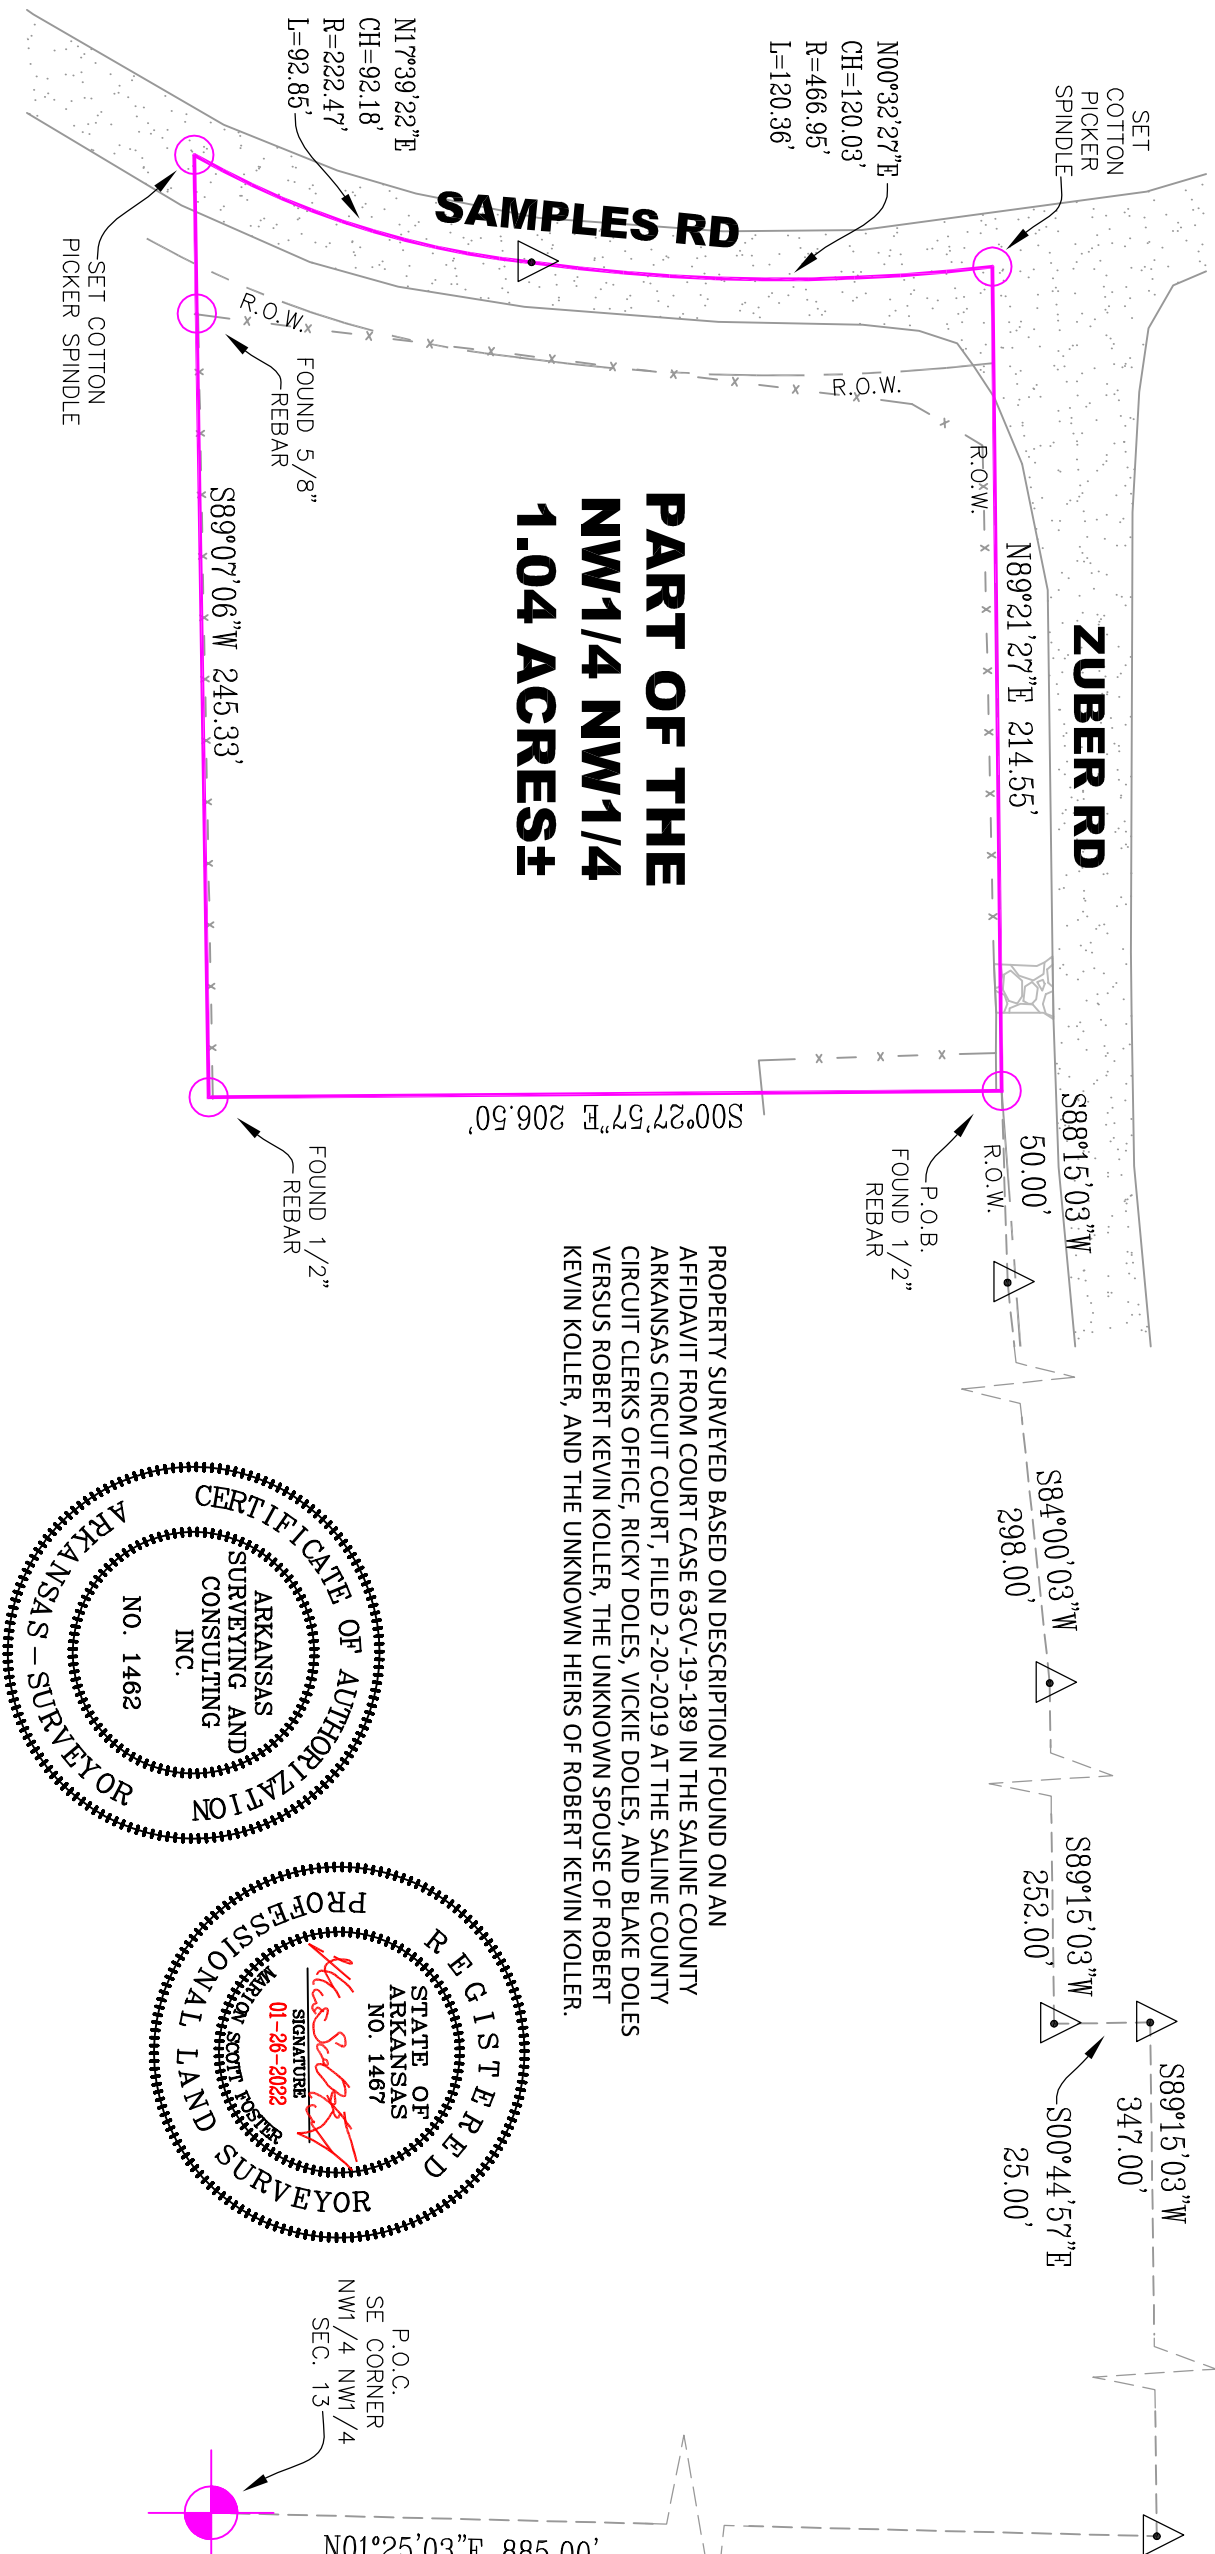 SET
COTTON
PICKER
SPINDLE
N00°32'27"E
CH=120.03'
R=466.95'
L=120.36'
N17°39'22"E
CH=92.18'
R=222.47'
L=92.85'
SAMPLES RD
SET COTTON
PICKER SPINDLE
R.O.W.
FOUND 5/8"
REBAR
R.O.W.
R.O.W.
ZUBER RD
N89°21'27"E 214.55'
PART OF THE
NW1/4 NW1/4
1.04 ACRES±
S89°07'06"W 245.33'
S00°27'57"E 206.50'
S88°15'03"W
50.00'
R.O.W.
P.O.B.
FOUND 1/2"
REBAR
FOUND 1/2"
REBAR
PROPERTY SURVEYED BASED ON DESCRIPTION FOUND ON AN
AFFIDAVIT FROM COURT CASE 63CV-19-189 IN THE SALINE COUNTY
ARKANSAS CIRCUIT COURT, FILED 2-20-2019 AT THE SALINE COUNTY
CIRCUIT CLERKS OFFICE, RICKY DOLES, VICKIE DOLES, AND BLAKE DOLES
VERSUS ROBERT KEVIN KOLLER, THE UNKNOWN SPOUSE OF ROBERT
KEVIN KOLLER, AND THE UNKNOWN HEIRS OF ROBERT KEVIN KOLLER.
S84°00'03"W
298.00'
S89°15'03"W
252.00'
S89°15'03"W
347.00'
S00°44'57"E
25.00'
CERTIFICATE OF AUTHORIZATION
ARKANSAS
SURVEYING AND
CONSULTING
INC.
NO. 1462
ARKANSAS-SURVEYOR
REGISTERED
STATE OF
ARKANSAS
NO. 1467
SIGNATURE
01-26-2022
MARION SCOTT FOSTER
PROFESSIONAL LAND SURVEYOR
P.O.C.
SE CORNER
NW1/4 NW1/4
SEC. 13
N01°25'03"E 885.00'